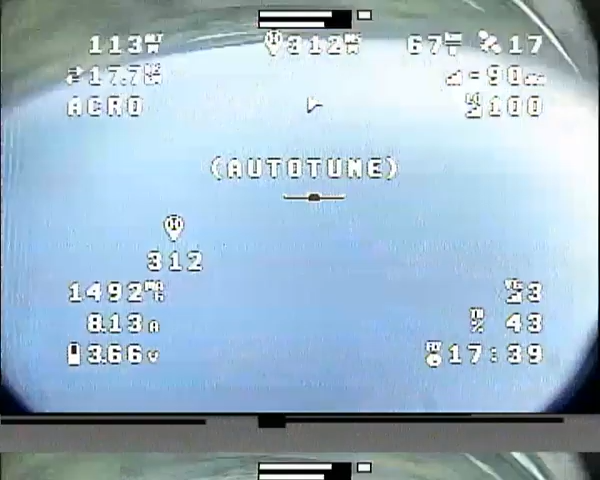 113 312 67 17
17.7 -90
ACRO 100
(AUTOTUNE)
312
1492 3
8.13A 43
3.66V 17:39